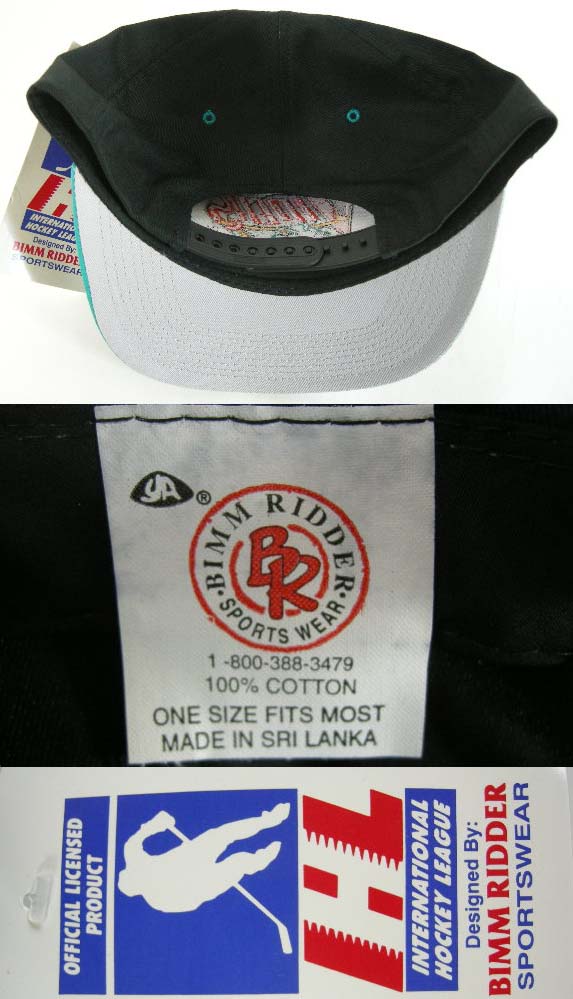 IHL
INTERNATIONAL
HOCKEY LEAGUE
Designed By:
BIMM RIDDER
SPORTSWEAR
YA ®
BIMM RIDDER
BR
SPORTS WEAR
1-800-388-3479
100% COTTON
ONE SIZE FITS MOST
MADE IN SRI LANKA
OFFICIAL LICENSED
PRODUCT
IHL
INTERNATIONAL
HOCKEY LEAGUE
Designed By:
BIMM RIDDER
SPORTSWEAR